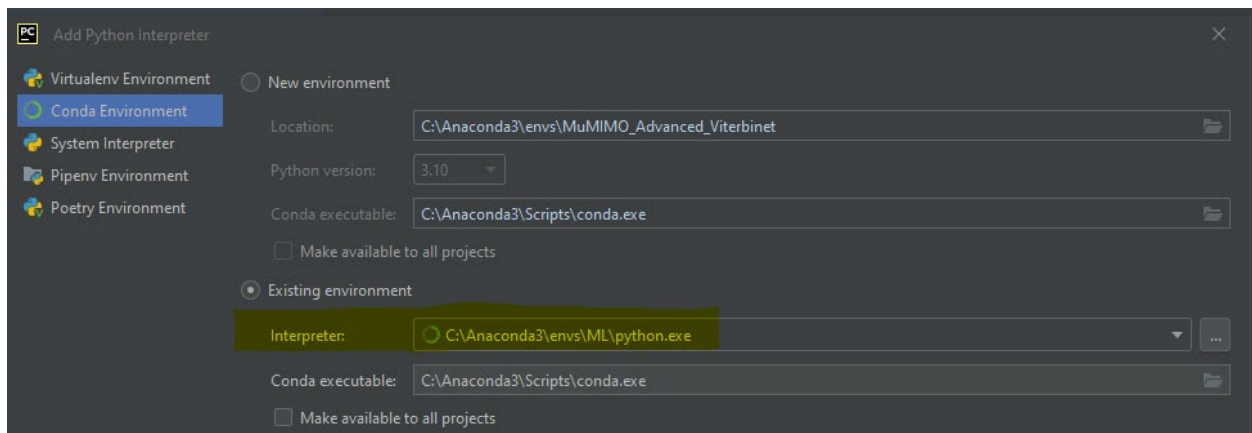 PC Add Python Interpreter
Virtualenv Environment
Conda Environment
System Interpreter
Pipenv Environment
Poetry Environment
New environment
Location: C:\Anaconda3\envs\MuMIMO_Advanced_Viterbinet
Python version: 3.10
Conda executable: C:\Anaconda3\Scripts\conda.exe
Make available to all projects
Existing environment
Interpreter: C:\Anaconda3\envs\ML\python.exe ...
Conda executable: C:\Anaconda3\Scripts\conda.exe
Make available to all projects